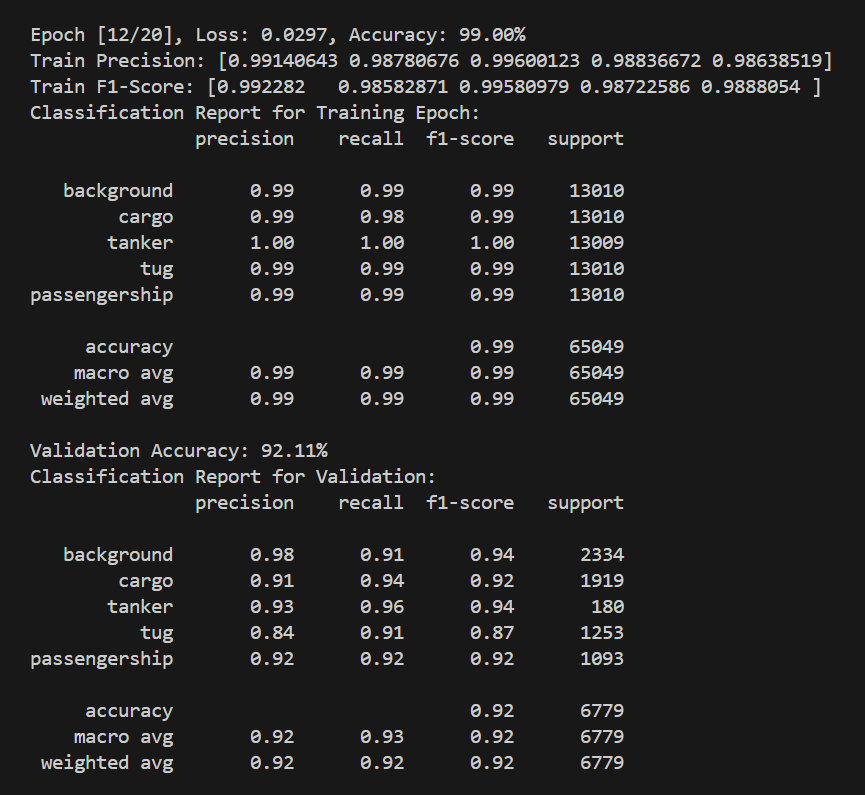 Epoch [12/20], Loss: 0.0297, Accuracy: 99.00%
Train Precision: [0.99140643 0.98780676 0.99600123 0.98836672 0.98638519]
Train F1-Score: [0.992282   0.98582871 0.99580979 0.98722586 0.9888054 ]
Classification Report for Training Epoch:
precision    recall  f1-score   support
background       0.99      0.99      0.99     13010
cargo       0.99      0.98      0.99     13010
tanker       1.00      1.00      1.00     13009
tug       0.99      0.99      0.99     13010
passengership       0.99      0.99      0.99     13010
accuracy                           0.99     65049
macro avg       0.99      0.99      0.99     65049
weighted avg       0.99      0.99      0.99     65049
Validation Accuracy: 92.11%
Classification Report for Validation:
precision    recall  f1-score   support
background       0.98      0.91      0.94      2334
cargo       0.91      0.94      0.92      1919
tanker       0.93      0.96      0.94       180
tug       0.84      0.91      0.87      1253
passengership       0.92      0.92      0.92      1093
accuracy                           0.92      6779
macro avg       0.92      0.93      0.92      6779
weighted avg       0.92      0.92      0.92      6779